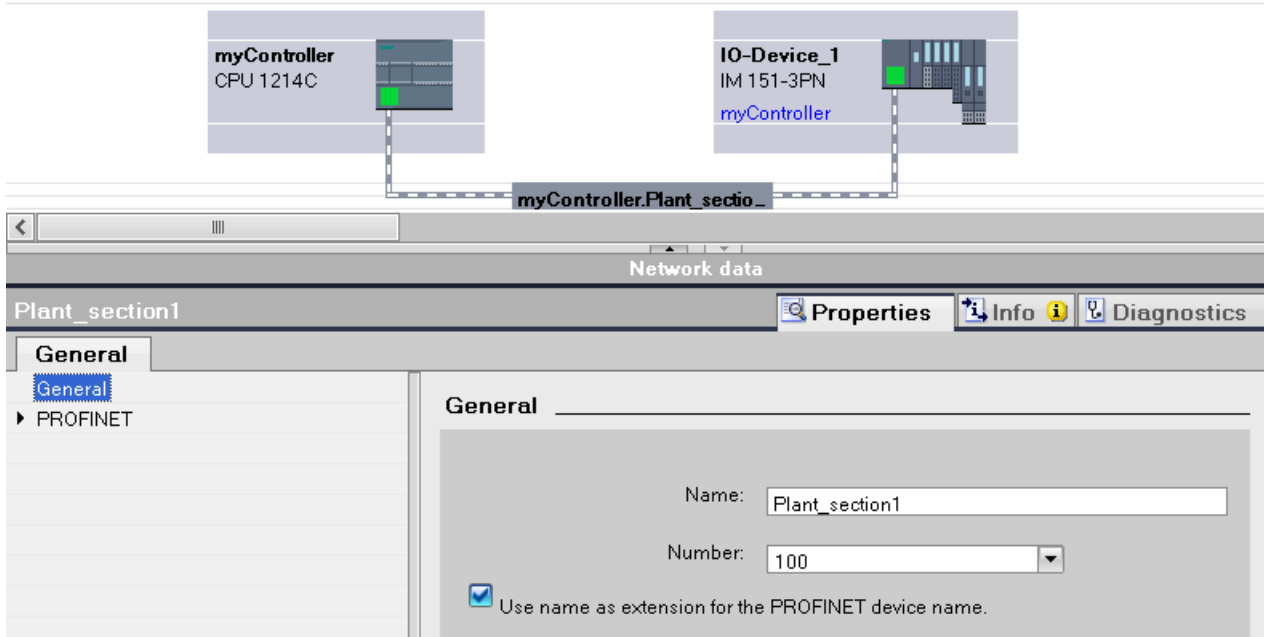 myController
CPU 1214C
IO-Device_1
IM 151-3PN
myController
myController.Plant_sectio_
Network data
Plant_section1
Properties
Info
Diagnostics
General
General
PROFINET
General
Name:
Plant_section1
Number:
100
Use name as extension for the PROFINET device name.